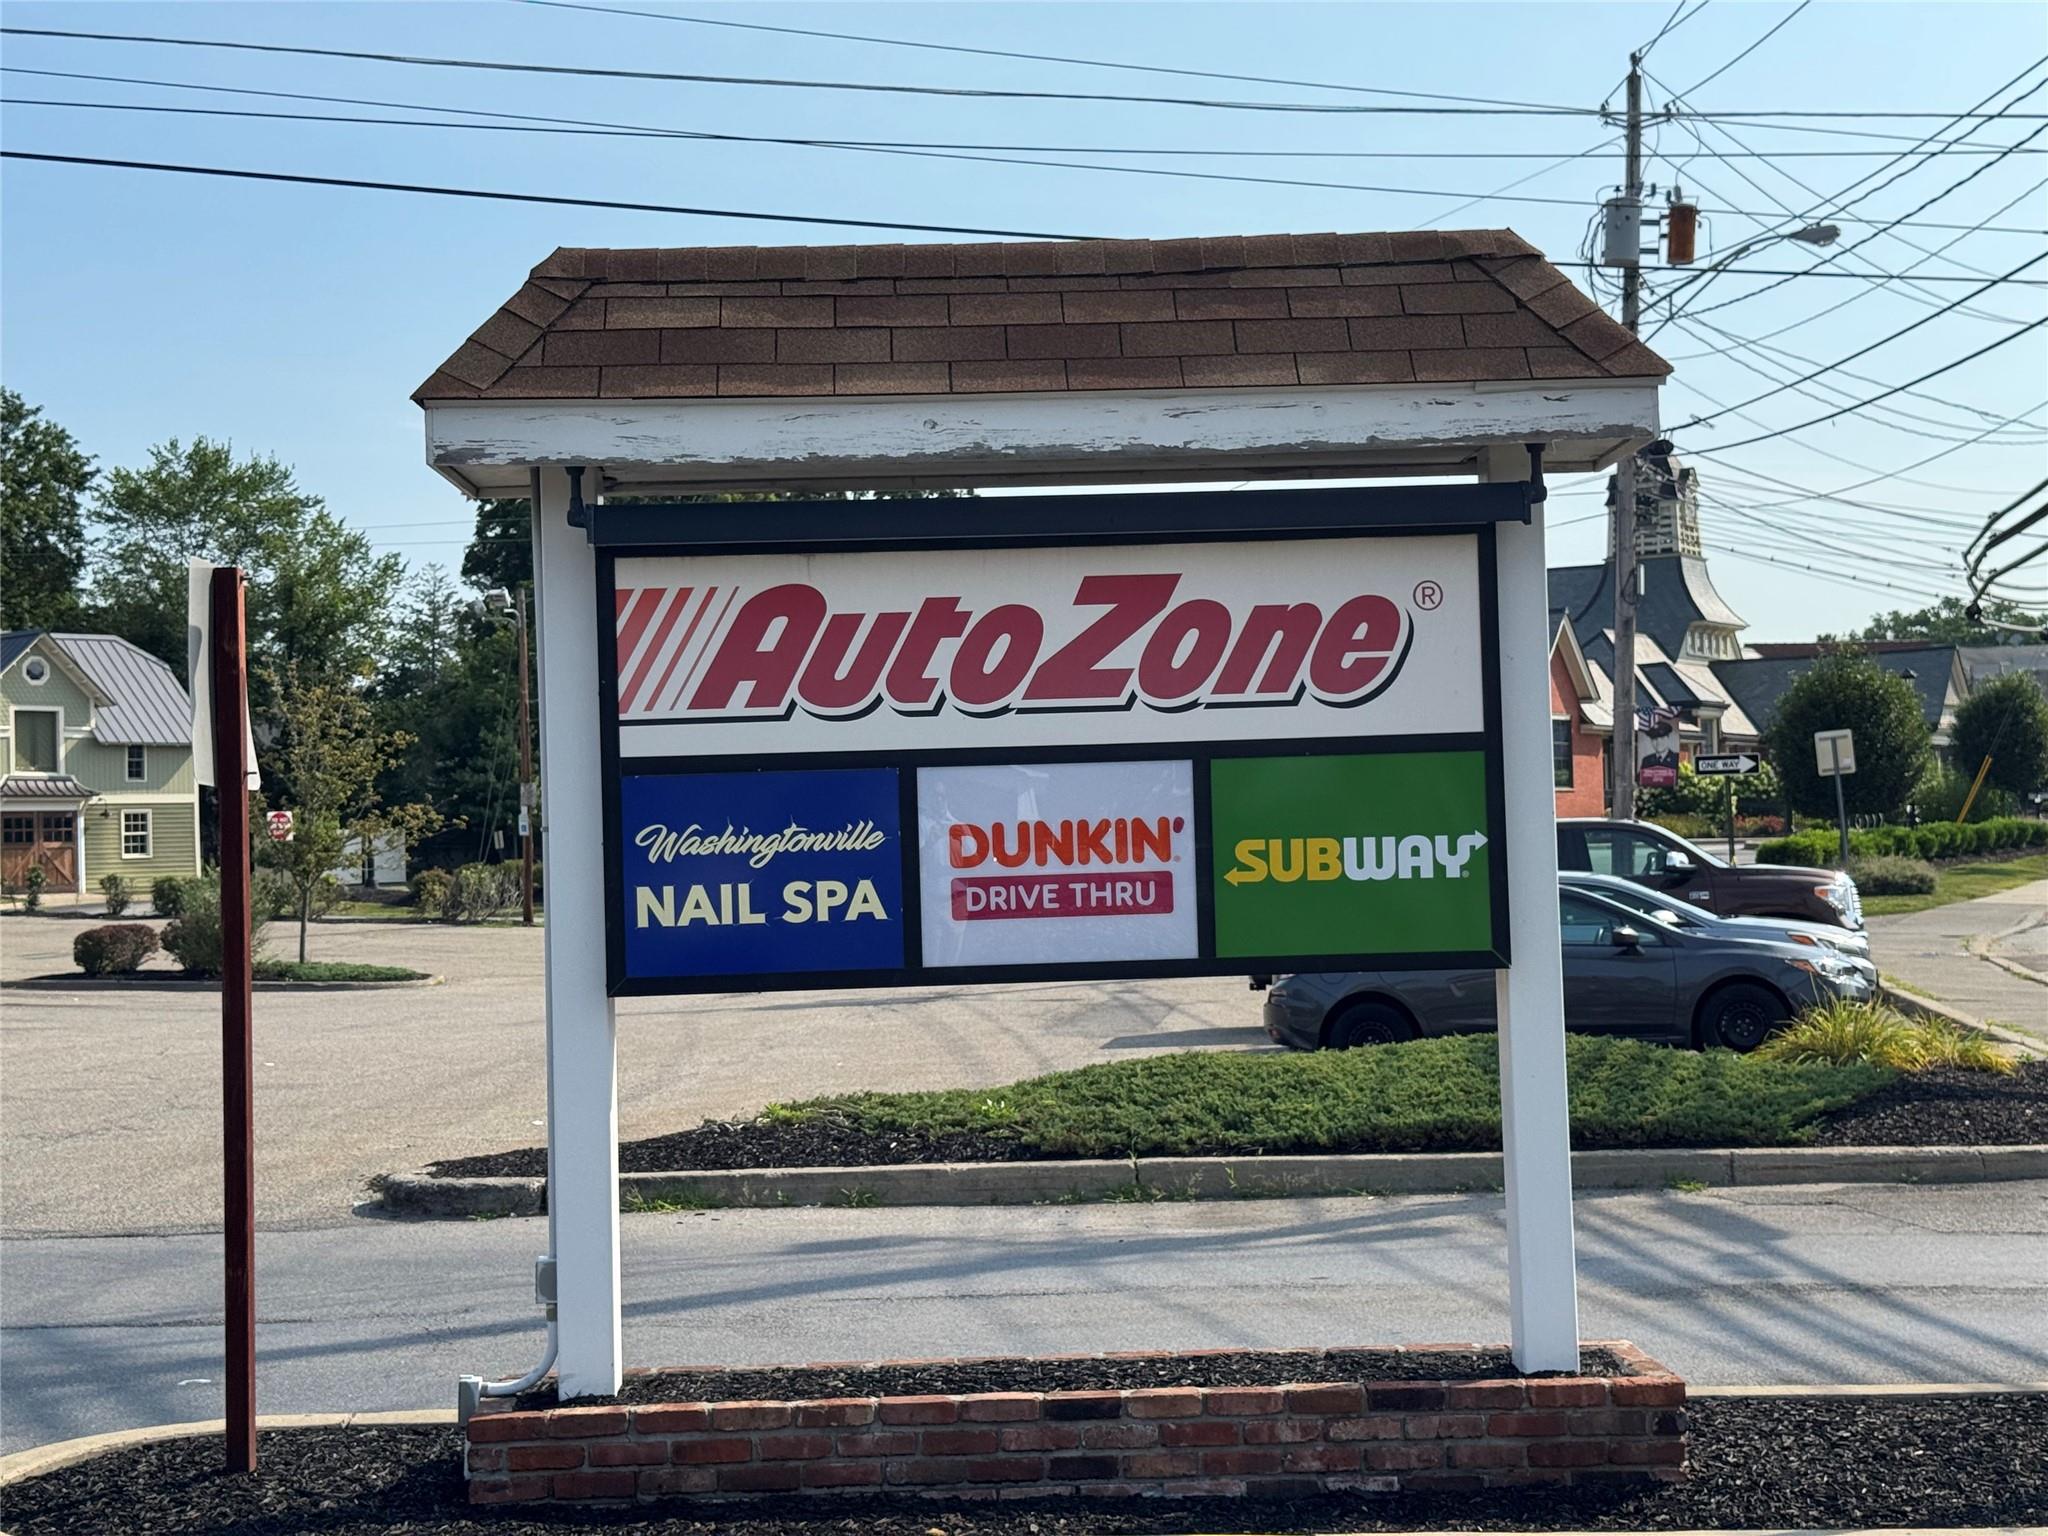 AutoZone®
Washingtonville
NAIL SPA
DUNKIN'
DRIVE THRU
SUBWAY
ONE WAY